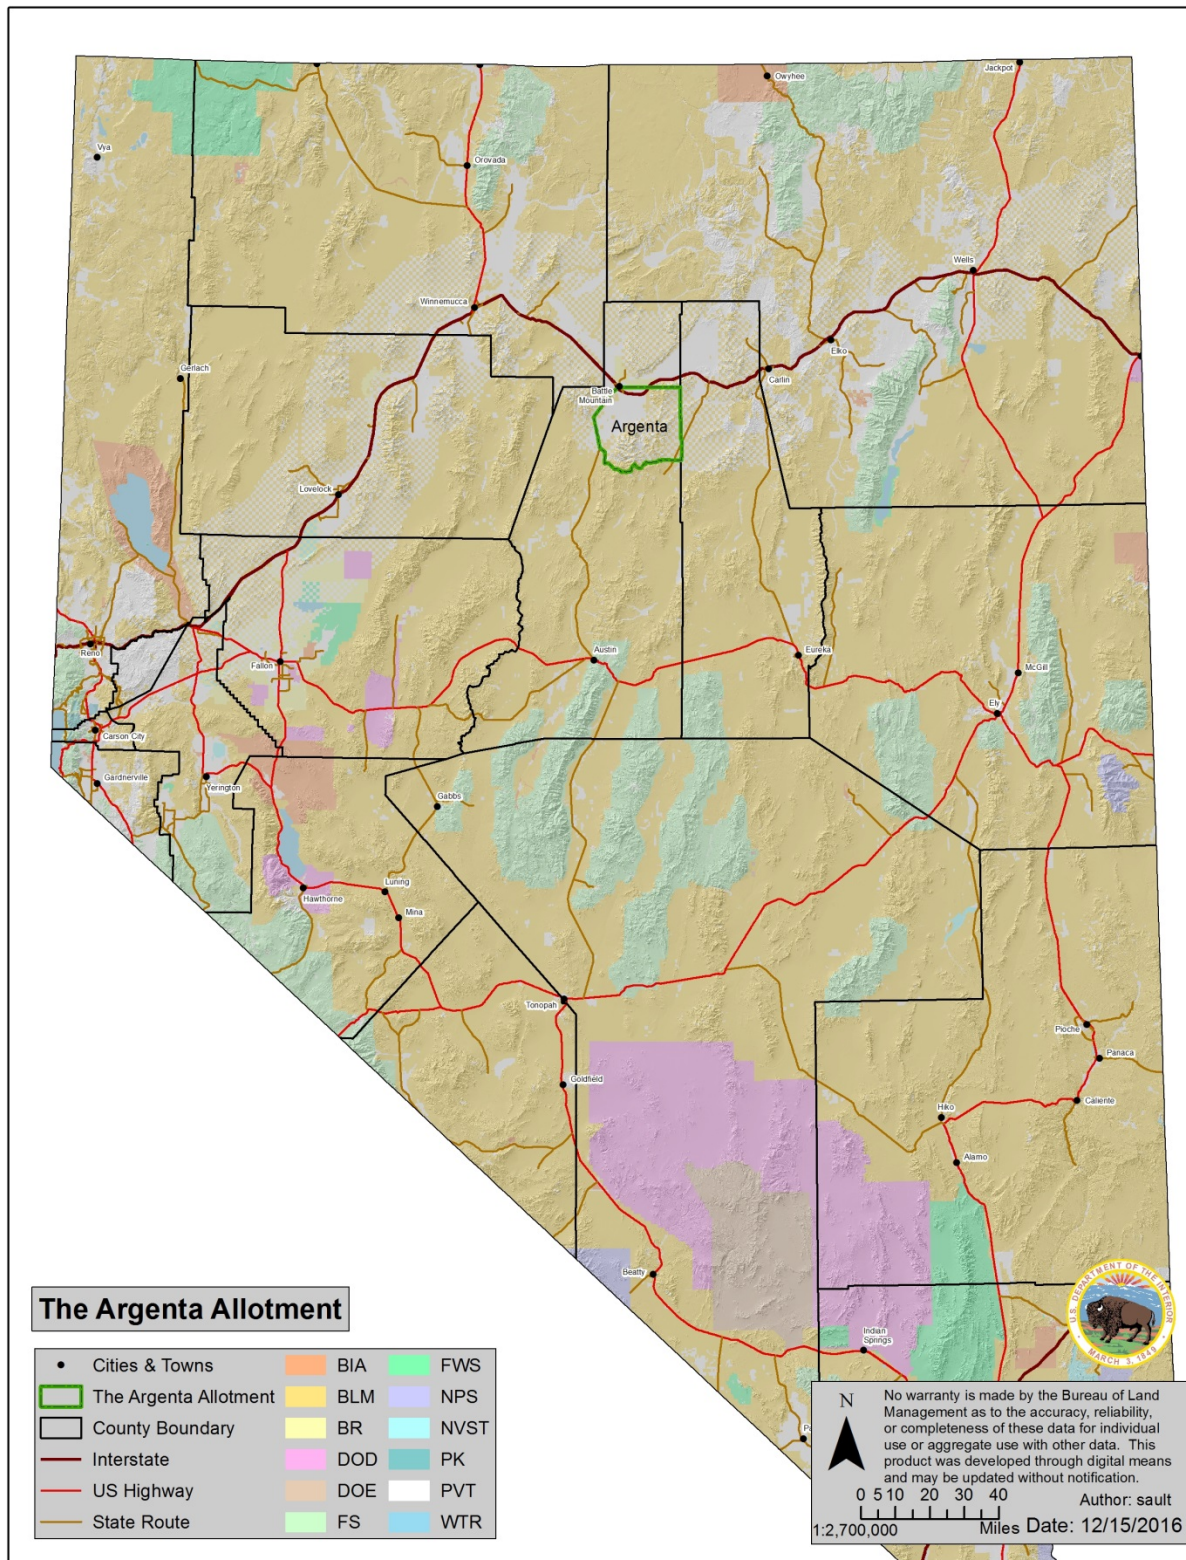 Jackpot
Owyhee
Vya
Orovada
Wells
Winnemucca
Elko
Carlin
Gerlach
Battle
Mountain
Argenta
Lovelock
Reno
Fallon
Austin
Eureka
McGill
Ely
Carson City
Gardnerville
Yerington
Gabbs
Luning
Hawthorne
Mina
Tonopah
Pioche
Panaca
Goldfield
Caliente
Hiko
Alamo
Beatty
Indian
Springs
The Argenta Allotment
Cities & Towns
The Argenta Allotment
County Boundary
Interstate
US Highway
State Route
BIA
BLM
BR
DOD
DOE
FS
FWS
NPS
NVST
PK
PVT
WTR
U.S. DEPARTMENT OF THE INTERIOR
MARCH 3, 1849
N
No warranty is made by the Bureau of Land
Management as to the accuracy, reliability,
or completeness of these data for individual
use or aggregate use with other data. This
product was developed through digital means
and may be updated without notification.
0 5 10 20 30 40
Miles
1:2,700,000
Author: sault
Date: 12/15/2016